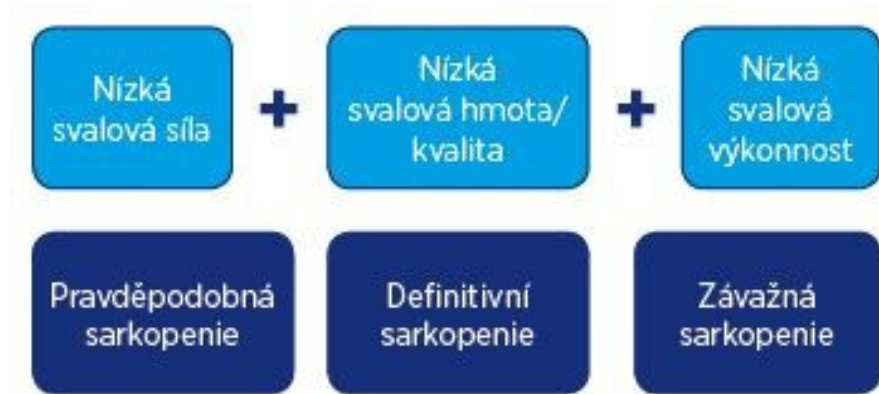 Nízká
svalová síla
+
Nízká
svalová hmota/
kvalita
+
Nízká
svalová
výkonnost
Pravděpodobná
sarkopenie
Definitivní
sarkopenie
Závažná
sarkopenie